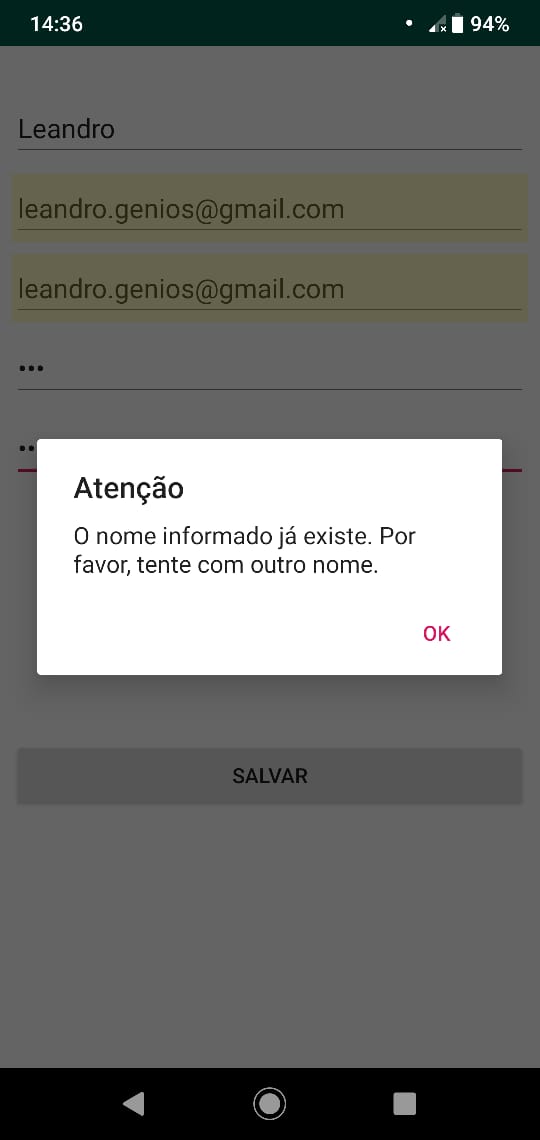 14:36 94%
Leandro
leandro.genios@gmail.com
leandro.genios@gmail.com
•••
••
Atenção
O nome informado já existe. Por
favor, tente com outro nome.
OK
SALVAR